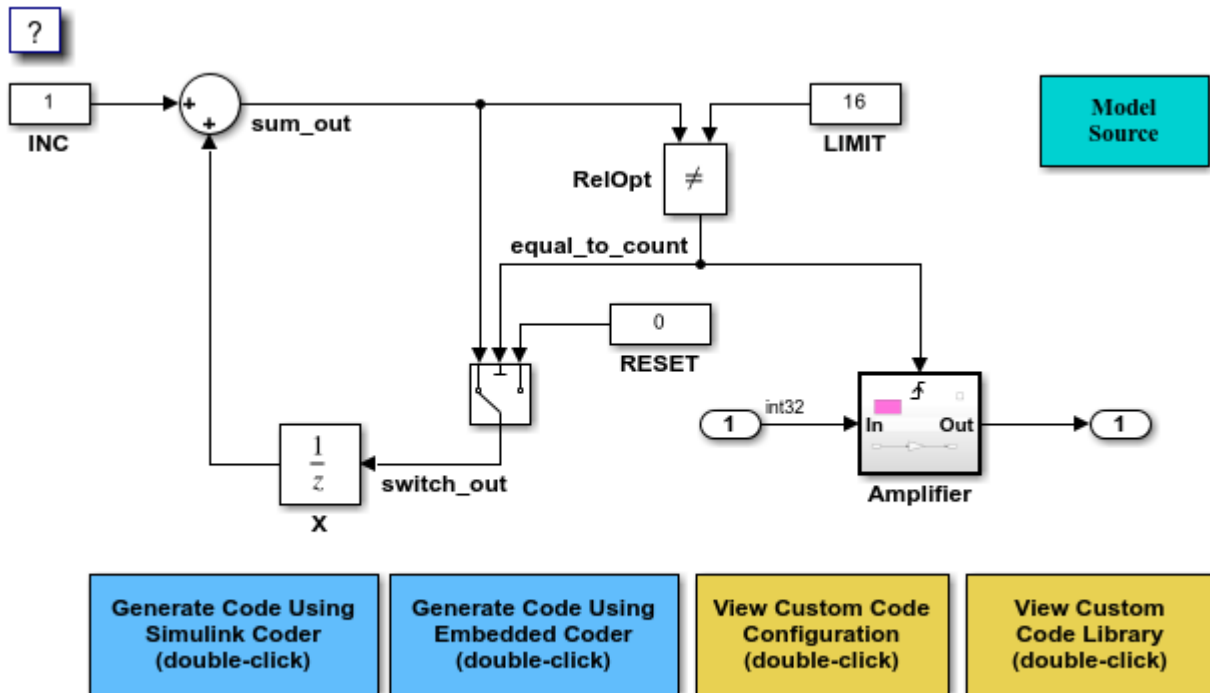 ?
1
INC
+
+
sum_out
16
LIMIT
Model
Source
RelOpt
≠
equal_to_count
0
RESET
1
int32
In
Out
1
Amplifier
1
z
X
switch_out
Generate Code Using
Simulink Coder
(double-click)
Generate Code Using
Embedded Coder
(double-click)
View Custom Code
Configuration
(double-click)
View Custom
Code Library
(double-click)